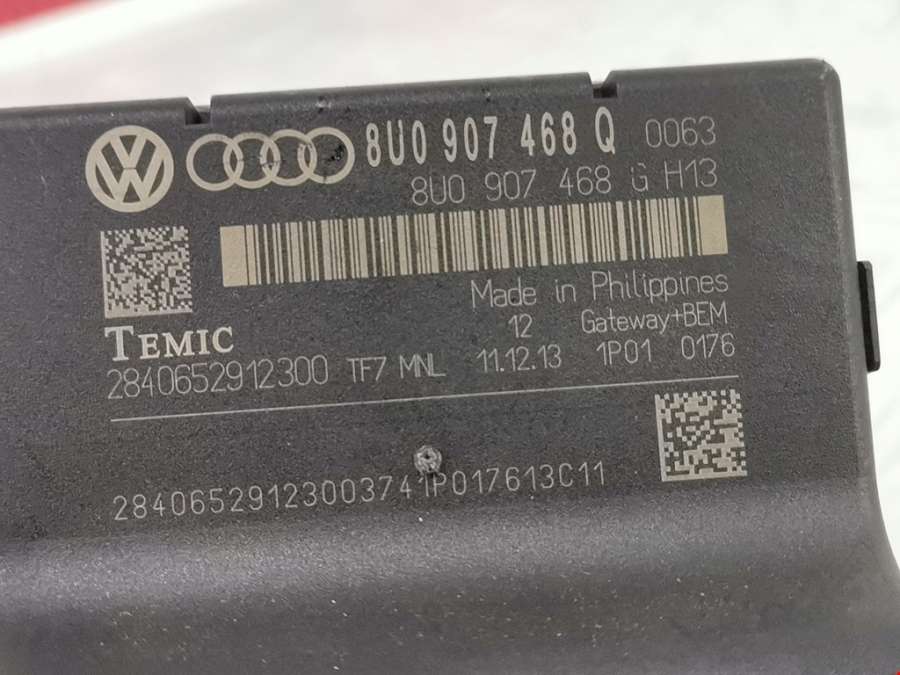 8U0 907 468 Q 0063
8U0 907 468 G H13
Made in Philippines
12 Gateway+BEM
TEMIC
2840652912300 TF7 MNL 11.12.13 1P01 0176
28406529123003741P017613C11